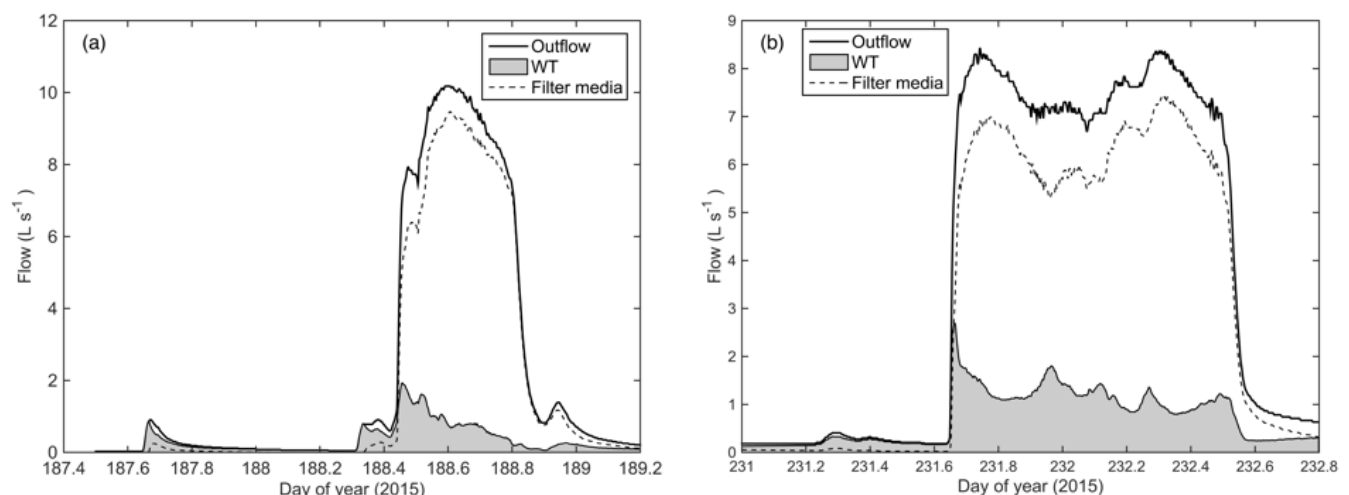 (a)
Outflow
WT
Filter media
12
10
8
6
4
2
0
Flow (L s⁻¹)
187.4 187.6 187.8 188 188.2 188.4 188.6 188.8 189 189.2
Day of year (2015)
(b)
Outflow
WT
Filter media
9
8
7
6
5
4
3
2
1
0
Flow (L s⁻¹)
231 231.2 231.4 231.6 231.8 232 232.2 232.4 232.6 232.8
Day of year (2015)